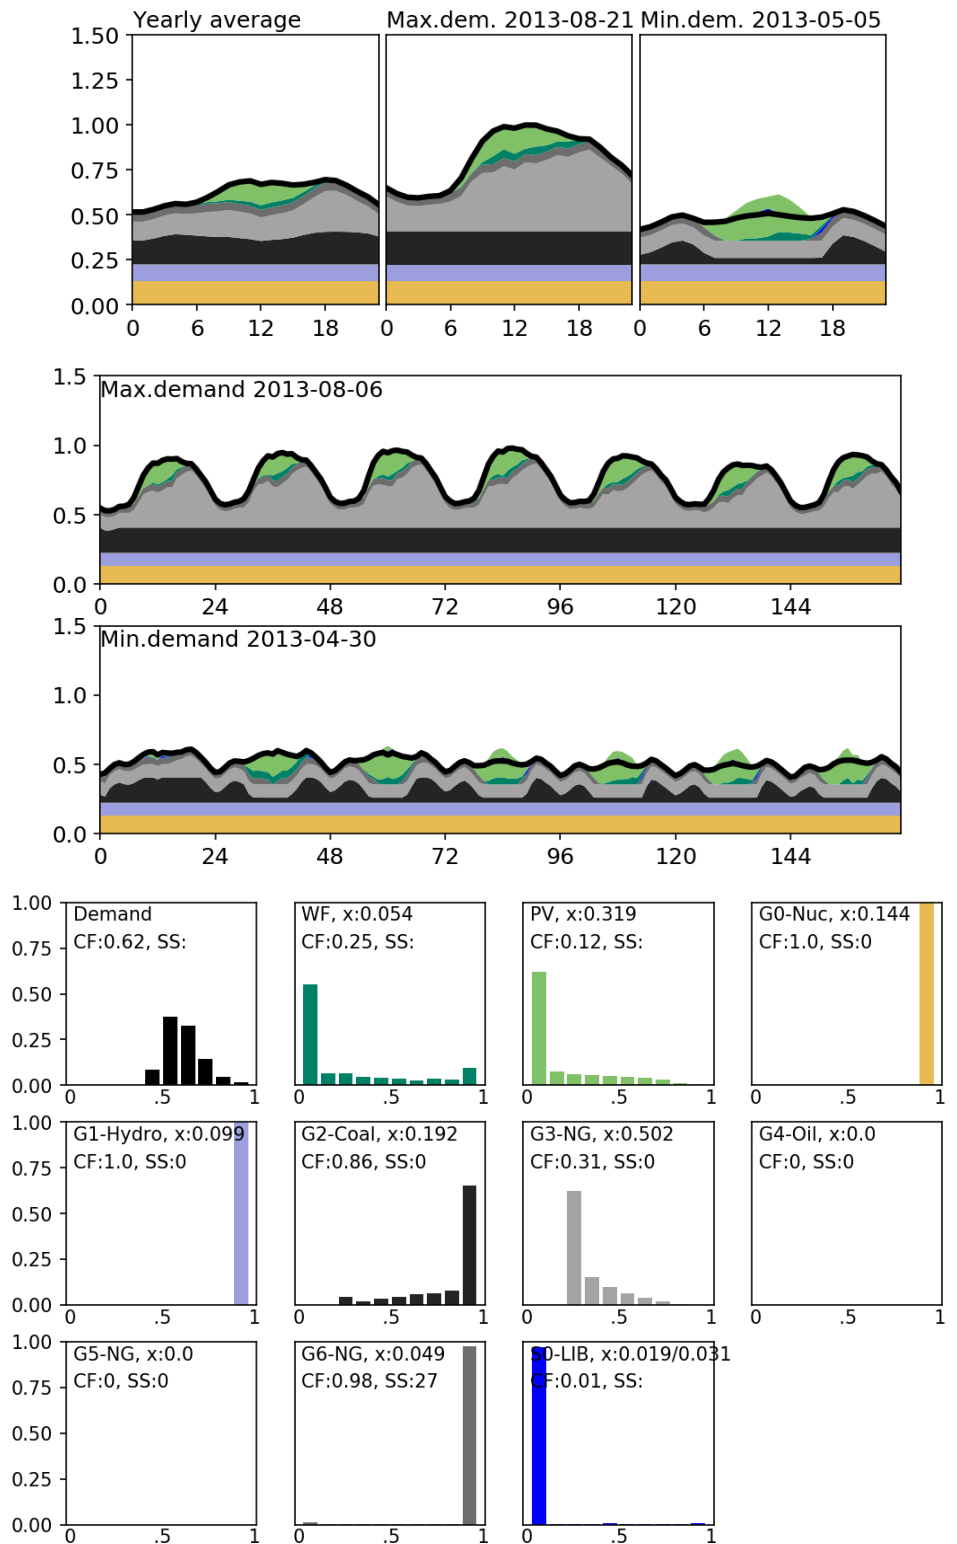 Yearly average Max.dem. 2013-08-21 Min.dem. 2013-05-05
1.50
1.25
1.00
0.75
0.50
0.25
0.00
0 6 12 18 0 6 12 18 0 6 12 18
1.5
Max.demand 2013-08-06
1.0
0.5
0.0
0 24 48 72 96 120 144
1.5
Min.demand 2013-04-30
1.0
0.5
0.0
0 24 48 72 96 120 144
1.00
Demand WF, x:0.054 PV, x:0.319 G0-Nuc, x:0.144
CF:0.62, SS: CF:0.25, SS: CF:0.12, SS: CF:1.0, SS:0
0.75
0.50
0.25
0.00
0 .5 1 0 .5 1 0 .5 1 0 .5 1
1.00
G1-Hydro, x:0.099 G2-Coal, x:0.192 G3-NG, x:0.502 G4-Oil, x:0.0
CF:1.0, SS:0 CF:0.86, SS:0 CF:0.31, SS:0 CF:0, SS:0
0.75
0.50
0.25
0.00
0 .5 1 0 .5 1 0 .5 1 0 .5 1
1.00
G5-NG, x:0.0 G6-NG, x:0.049 S0-LIB, x:0.019/0.031
CF:0, SS:0 CF:0.98, SS:27 CF:0.01, SS:
0.75
0.50
0.25
0.00
0 .5 1 0 .5 1 0 .5 1